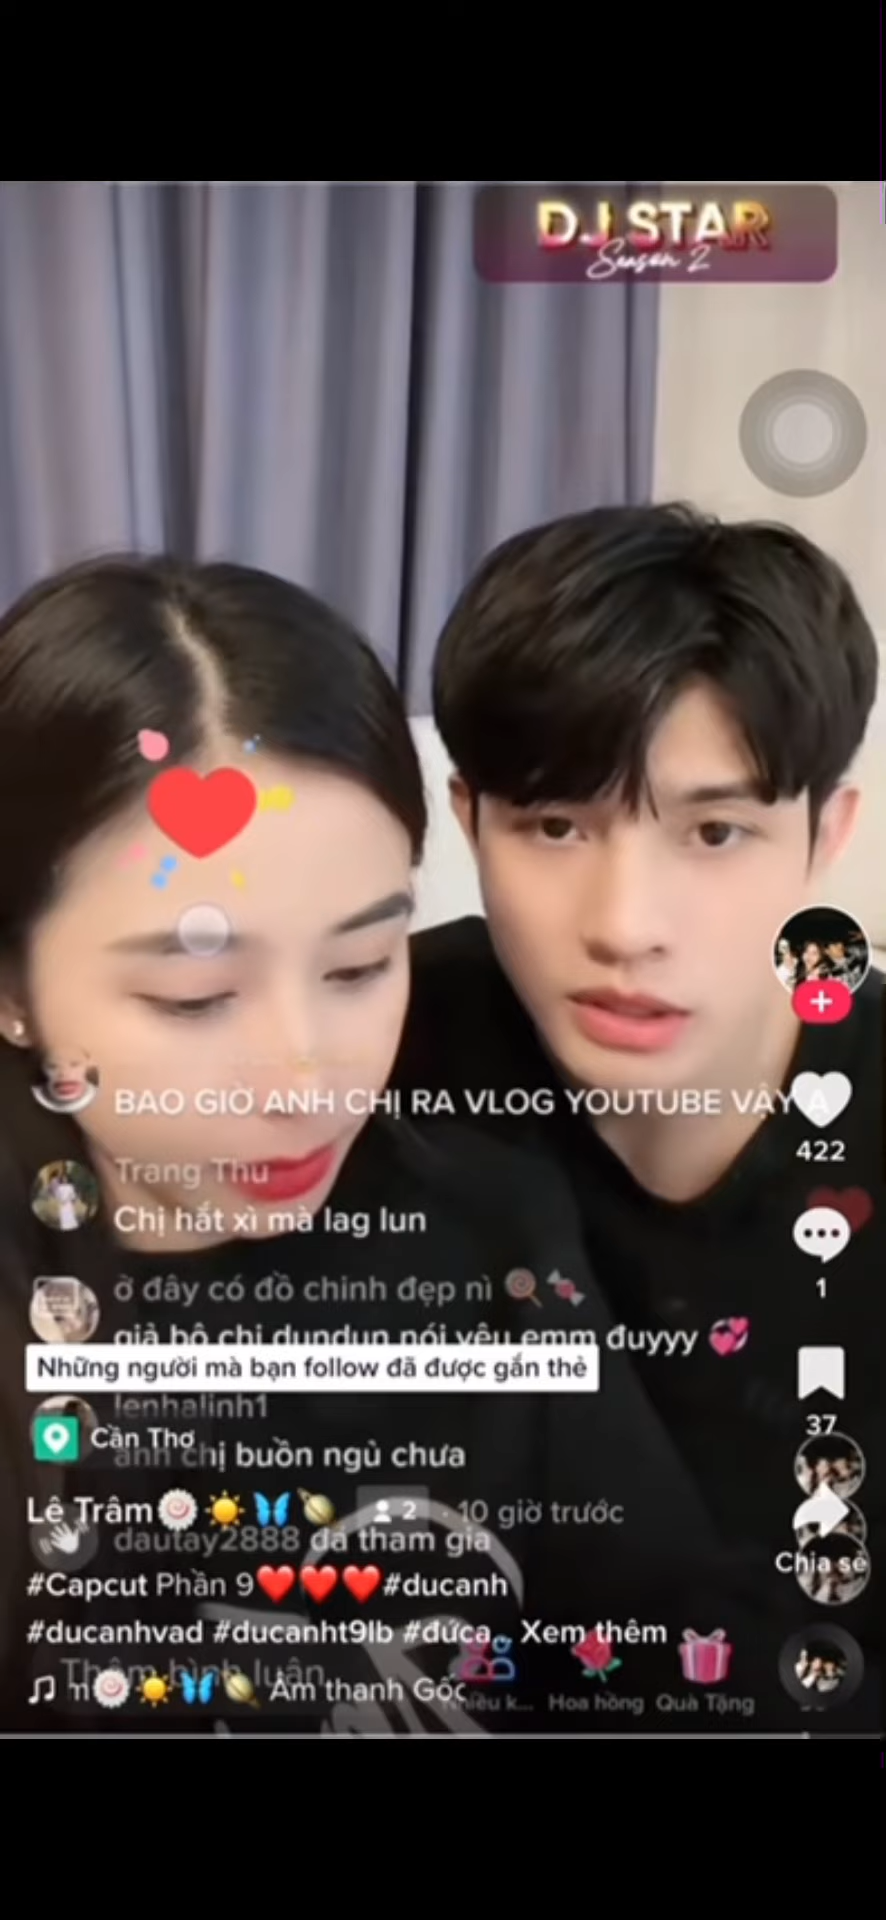 DJ STAR
Season 2
BAO GIỜ ANH CHỊ RA VLOG YOUTUBE VẬY Ạ
422
Trang Thu
Chị hắt xì mà lag lun
ở đây có đồ chinh đẹp nì 🍭🍬
1
giả bộ chị dundun nói yêu emm đuyyy 💞
Những người mà bạn follow đã được gắn thẻ
lenhalinh1
37
Cần Thơ
anh chị buồn ngủ chưa
Lê Trâm🍥☀️🦋🪐 2 · 10 giờ trước
dautay2888 đã tham gia
Chia sẻ
#Capcut Phần 9❤️❤️❤️#ducanh
#ducanhvad #ducanht9lb #đứca... Xem thêm
Thêm bình luận...
🍥☀️🦋🪐 Âm thanh Gốc
Hoa hồng
Quà Tặng